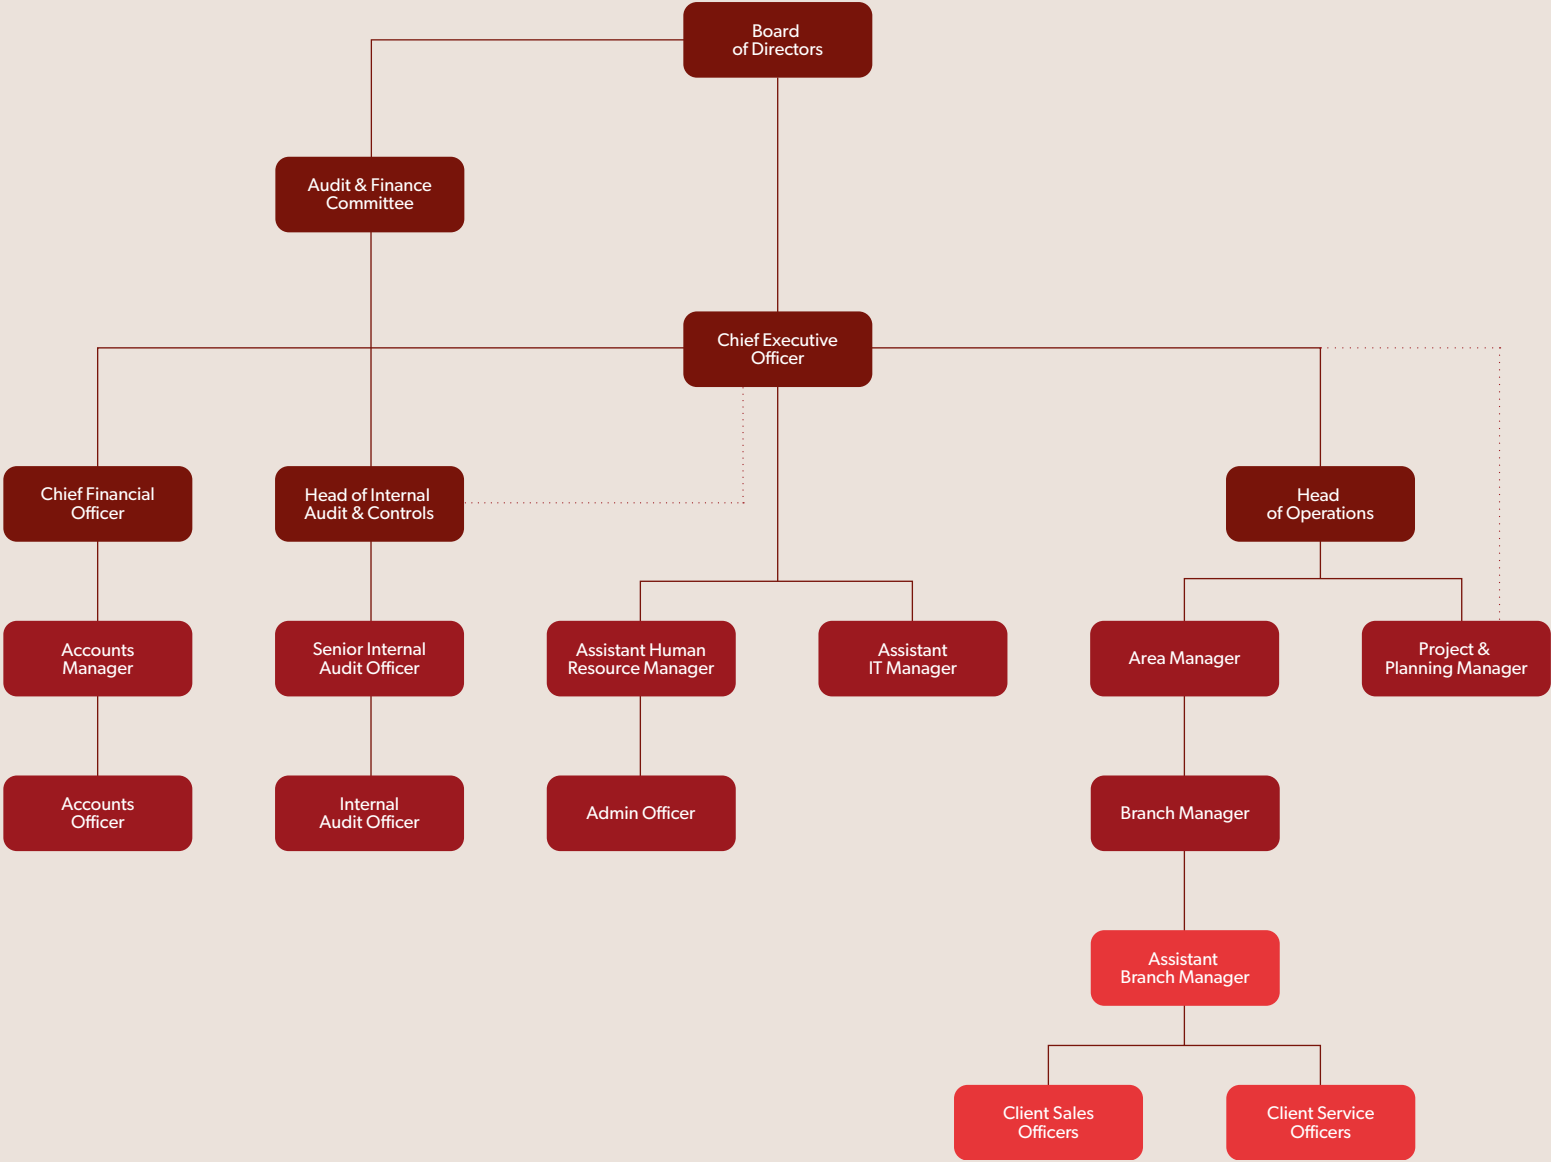 Board
of Directors
Audit & Finance
Committee
Chief Executive
Officer
Chief Financial
Officer
Head of Internal
Audit & Controls
Head
of Operations
Accounts
Manager
Senior Internal
Audit Officer
Assistant Human
Resource Manager
Assistant
IT Manager
Area Manager
Project &
Planning Manager
Accounts
Officer
Internal
Audit Officer
Admin Officer
Branch Manager
Assistant
Branch Manager
Client Sales
Officers
Client Service
Officers